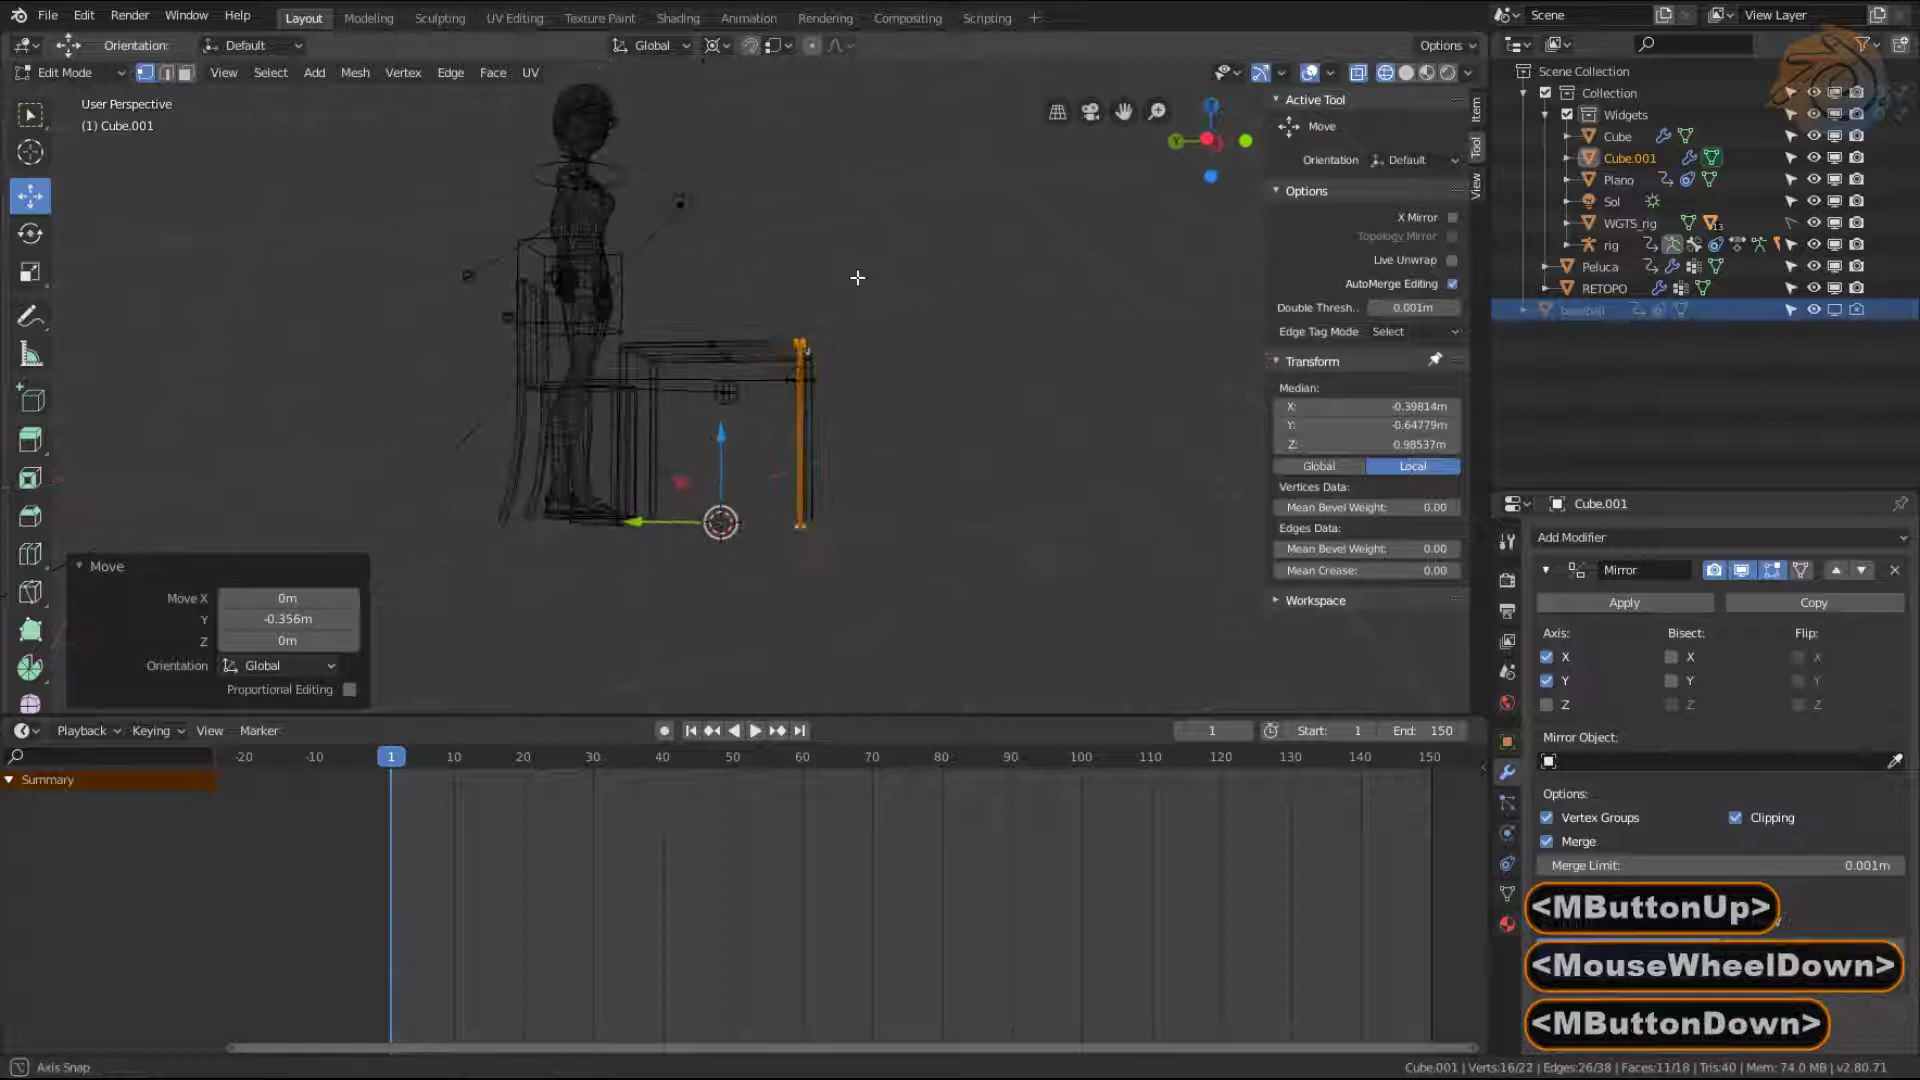 File Edit Render Window Help Layout Modeling Sculpting UV Editing Texture Paint Shading Animation Rendering Compositing Scripting + Scene View Layer
Orientation: Default Global Options
Edit Mode View Select Add Mesh Vertex Edge Face UV
User Perspective
(1) Cube.001
Active Tool
Move
Orientation Default
Options
X Mirror
Topology Mirror
Live Unwrap
AutoMerge Editing
Double Thresh.. 0.001m
Edge Tag Mode Select
Transform
Median:
X: -0.39814m
Y: -0.64779m
Z: 0.98537m
Global Local
Vertices Data:
Mean Bevel Weight: 0.00
Edges Data:
Mean Bevel Weight: 0.00
Mean Crease: 0.00
Workspace
Item
Tool
View
Scene Collection
Collection
Widgets
Cube
Cube.001
Plano
Sol
WGTS_rig 13
rig
Peluca
RETOPO
Move
Move X 0m
Y -0.356m
Z 0m
Orientation Global
Proportional Editing
Cube.001
Add Modifier
Mirror
Apply Copy
Axis: Bisect: Flip:
X X X
Y Y Y
Z Z Z
Mirror Object:
Options:
Vertex Groups Clipping
Merge
Merge Limit: 0.001m
<MButtonUp>
<MouseWheelDown>
<MButtonDown>
Playback Keying View Marker 1 Start: 1 End: 150
-20 -10 1 10 20 30 40 50 60 70 80 90 100 110 120 130 140 150
Summary
Axis Snap
Cube.001 | Verts:16/22 | Edges:26/38 | Faces:11/18 | Tris:40 | Mem: 74.0 MB | v2.80.71